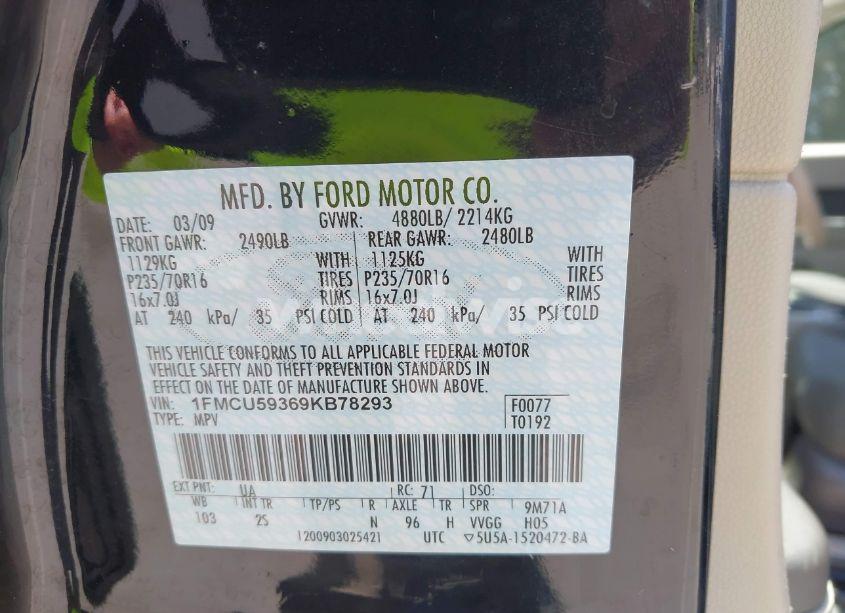 MFD. BY FORD MOTOR CO.
DATE: 03/09 GVWR: 4880LB/ 2214KG
FRONT GAWR: 2490LB REAR GAWR: 2480LB
1129KG WITH 1125KG WITH
P235/70R16 TIRES P235/70R16 TIRES
16x7.0J RIMS 16x7.0J RIMS
AT 240 kPa/ 35 PSI COLD AT 240 kPa/ 35 PSI COLD
THIS VEHICLE CONFORMS TO ALL APPLICABLE FEDERAL MOTOR
VEHICLE SAFETY AND THEFT PREVENTION STANDARDS IN
EFFECT ON THE DATE OF MANUFACTURE SHOWN ABOVE.
VIN: 1FMCU59369KB78293 F0077
TYPE: MPV T0192
EXT PNT: UA RC: 71 DSO:
WB INT TR TP/PS R AXLE TR SPR 9M71A
103 2S N 96 H VVGG H05
1200903025421 UTC ▽5U5A-1520472-BA